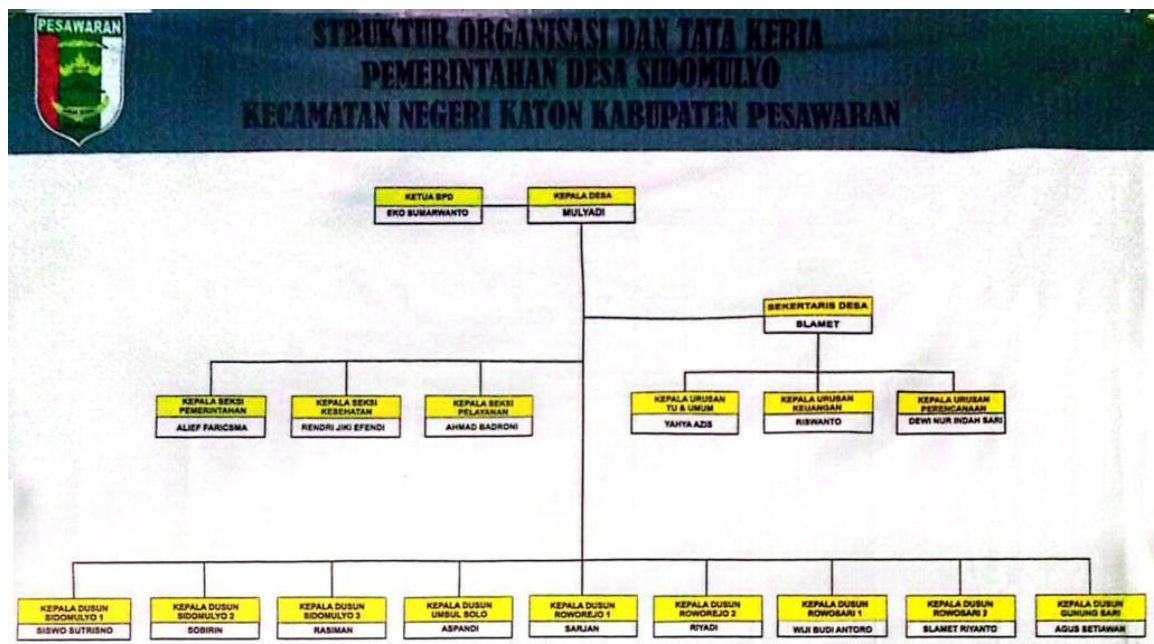 PESAWARAN
STRUKTUR ORGANISASI DAN TATA KERJA
PEMERINTAHAN DESA SIDOMULYO
KECAMATAN NEGERI KATON KABUPATEN PESAWARAN
KETUA BPD
EKO SUMARWANTO
KEPALA DESA
MULYADI
SEKERTARIS DESA
SLAMET
KEPALA SEKSI
PEMERINTAHAN
ALIEF FARICSMA
KEPALA SEKSI
KESEHATAN
RENDRI JIKI EFENDI
KEPALA SEKSI
PELAYANAN
AHMAD BADRONI
KEPALA URUSAN
TU & UMUM
YAHYA AZIS
KEPALA URUSAN
KEUANGAN
RISWANTO
KEPALA URUSAN
PERENCANAAN
DEWI NUR INDAH SARI
KEPALA DUSUN
SIDOMULYO 1
SISWO SUTRISNO
KEPALA DUSUN
SIDOMULYO 2
SOBIRIN
KEPALA DUSUN
SIDOMULYO 3
RASIMAN
KEPALA DUSUN
UMBUL SOLO
ASPANDI
KEPALA DUSUN
ROWOREJO 1
SARJAN
KEPALA DUSUN
ROWOREJO 2
RIYADI
KEPALA DUSUN
ROWOSARI 1
WIJI BUDI ANTORO
KEPALA DUSUN
ROWOSARI 2
SLAMET RIYANTO
KEPALA DUSUN
GUNUNG SARI
AGUS SETIAWAN